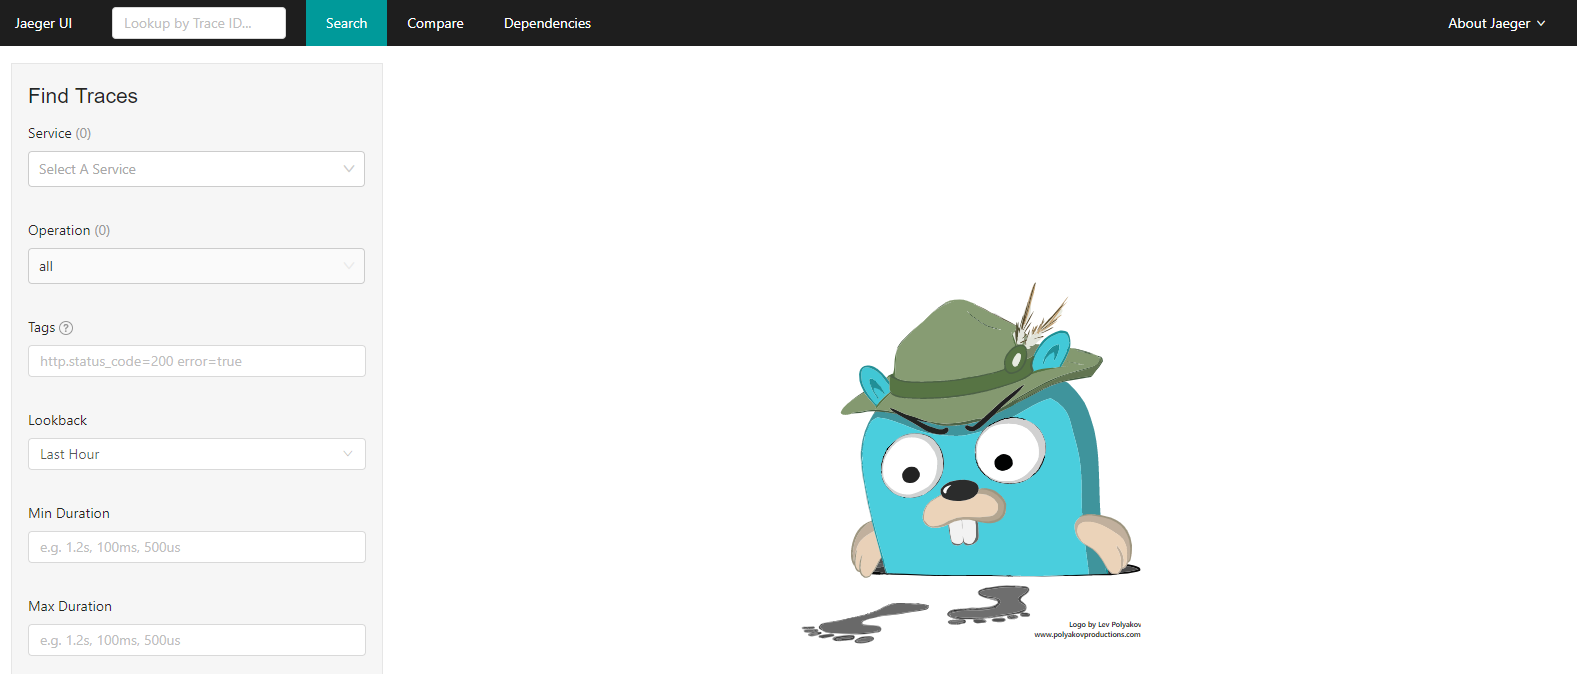 Jaeger UI
Lookup by Trace ID...
Search
Compare
Dependencies
About Jaeger
Find Traces
Service (0)
Select A Service
Operation (0)
all
Tags ?
http.status_code=200 error=true
Lookback
Last Hour
Min Duration
e.g. 1.2s, 100ms, 500us
Max Duration
e.g. 1.2s, 100ms, 500us
Logo by Lev Polyakov
www.polyakovproductions.com